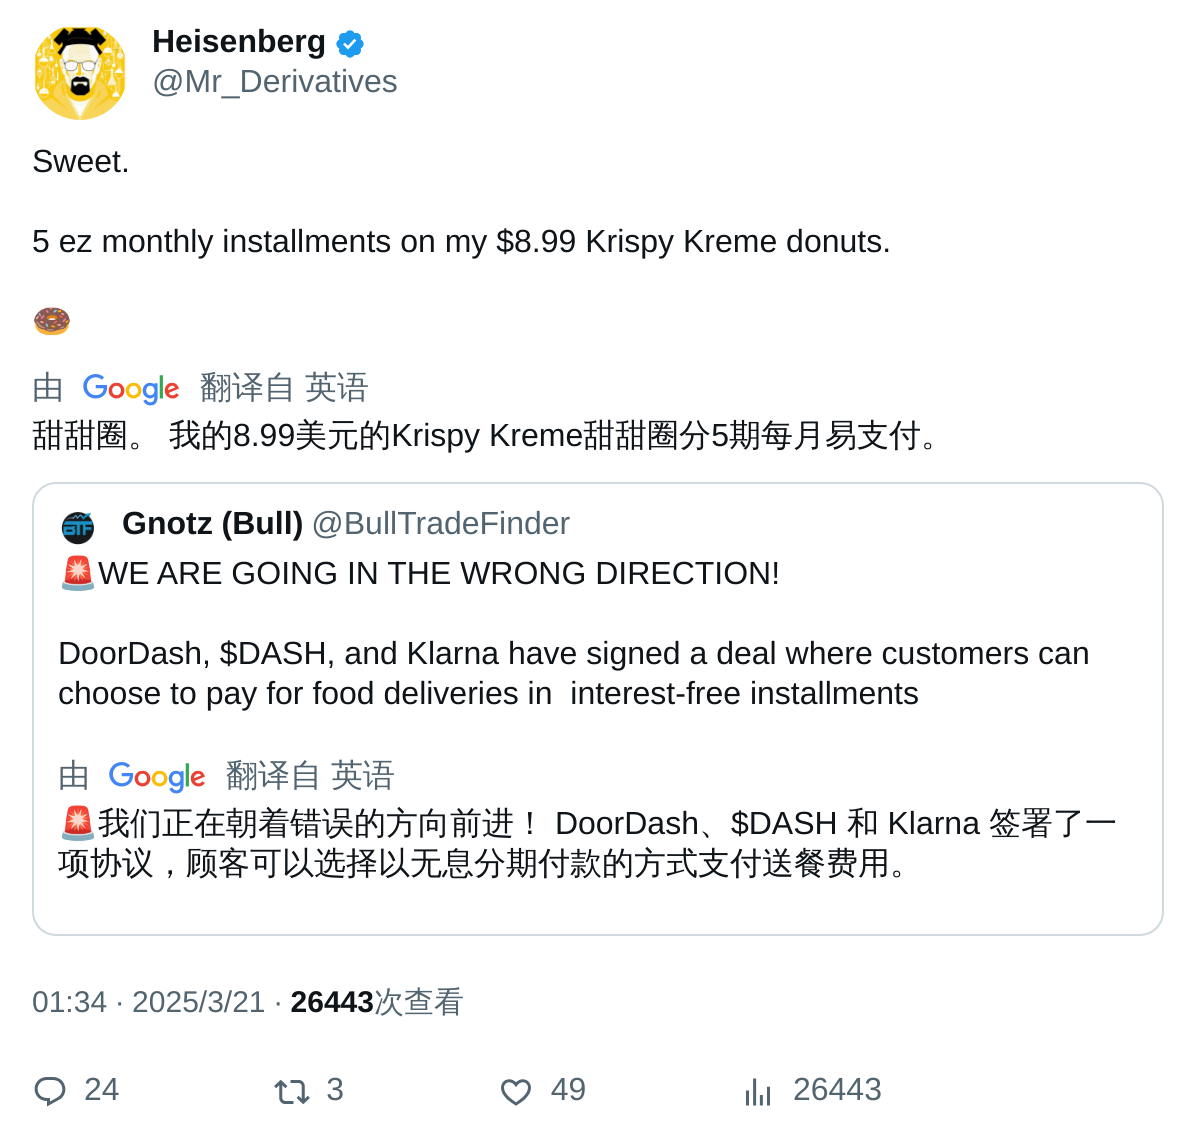 Heisenberg
@Mr_Derivatives
Sweet.
5 ez monthly installments on my $8.99 Krispy Kreme donuts.
🍩
由 Google 翻译自 英语
甜甜圈。 我的8.99美元的Krispy Kreme甜甜圈分5期每月易支付。
BTF
Gnotz (Bull) @BullTradeFinder
🚨WE ARE GOING IN THE WRONG DIRECTION!
DoorDash, $DASH, and Klarna have signed a deal where customers can
choose to pay for food deliveries in  interest-free installments
由 Google 翻译自 英语
🚨我们正在朝着错误的方向前进！ DoorDash、$DASH 和 Klarna 签署了一
项协议，顾客可以选择以无息分期付款的方式支付送餐费用。
01:34 · 2025/3/21 · 26443次查看
24 3 49 26443